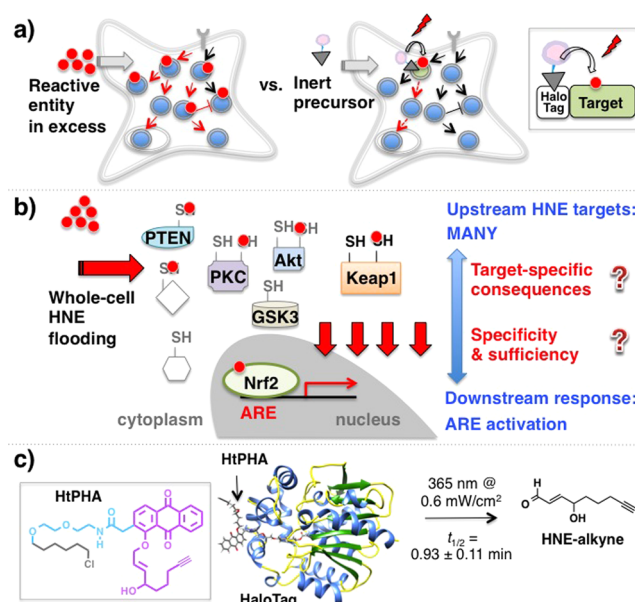 a)
Reactive
entity
in excess
vs.
Inert
precursor
Halo
Tag
Target
b)
Upstream HNE targets:
MANY
SH
PTEN
SH
SH
SH
SH
SH
SH
PKC
Akt
Keap1
Target-specific
consequences
?
SH
SH
GSK3
Whole-cell
HNE
flooding
Specificity
& sufficiency
?
SH
Nrf2
ARE
cytoplasm
nucleus
Downstream response:
ARE activation
c)
HtPHA
HtPHA
O
O
O
N
H
O
O
O
Cl
HO
HaloTag
365 nm @
0.6 mW/cm²
t1/2 =
0.93 ± 0.11 min
H
O
OH
HNE-alkyne